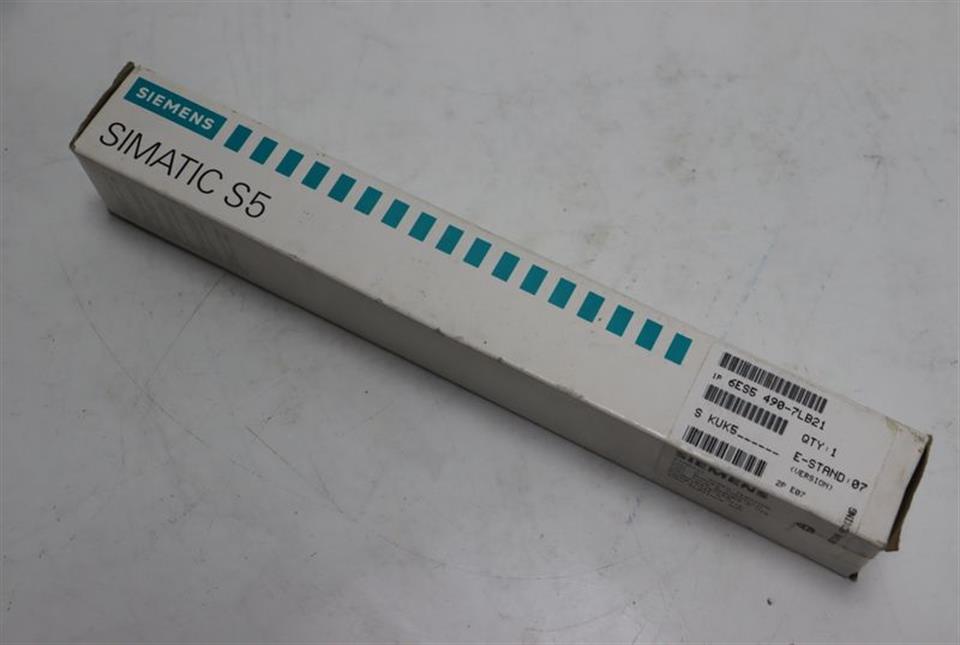 SIEMENS
SIMATIC S5
1P 6ES5 490-7LB21
QTY:1
S KUK5______
E-STAND:07
(VERSION)
2P E07
SIEMENS